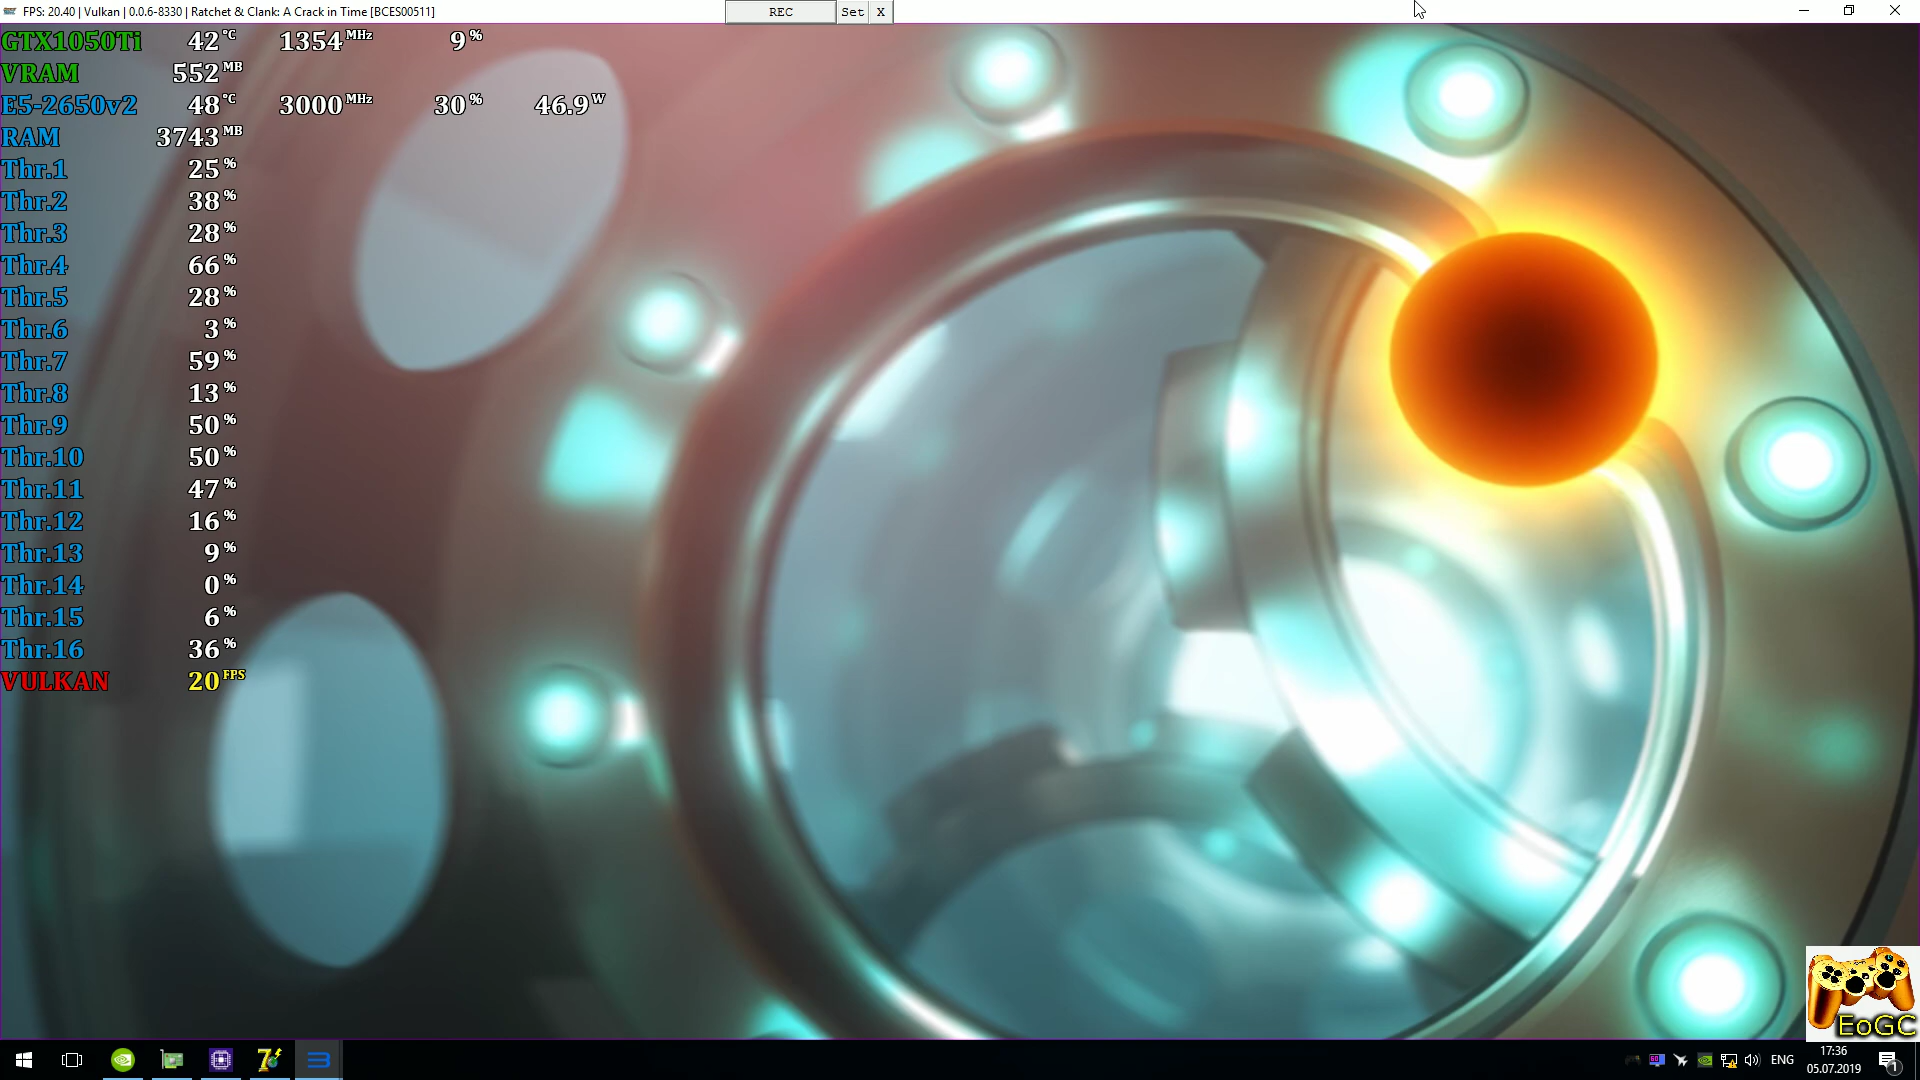 FPS: 20.40 | Vulkan | 0.0.6-8330 | Ratchet & Clank: A Crack in Time [BCES00511]
REC Set X
GTX1050Ti 42 °C 1354 MHz 9 %
VRAM 552 MB
E5-2650v2 48 °C 3000 MHz 30 % 46.9 W
RAM 3743 MB
Thr.1 25 %
Thr.2 38 %
Thr.3 28 %
Thr.4 66 %
Thr.5 28 %
Thr.6 3 %
Thr.7 59 %
Thr.8 13 %
Thr.9 50 %
Thr.10 50 %
Thr.11 47 %
Thr.12 16 %
Thr.13 9 %
Thr.14 0 %
Thr.15 6 %
Thr.16 36 %
VULKAN 20 FPS
EoGC
ENG
17:36
05.07.2019
1